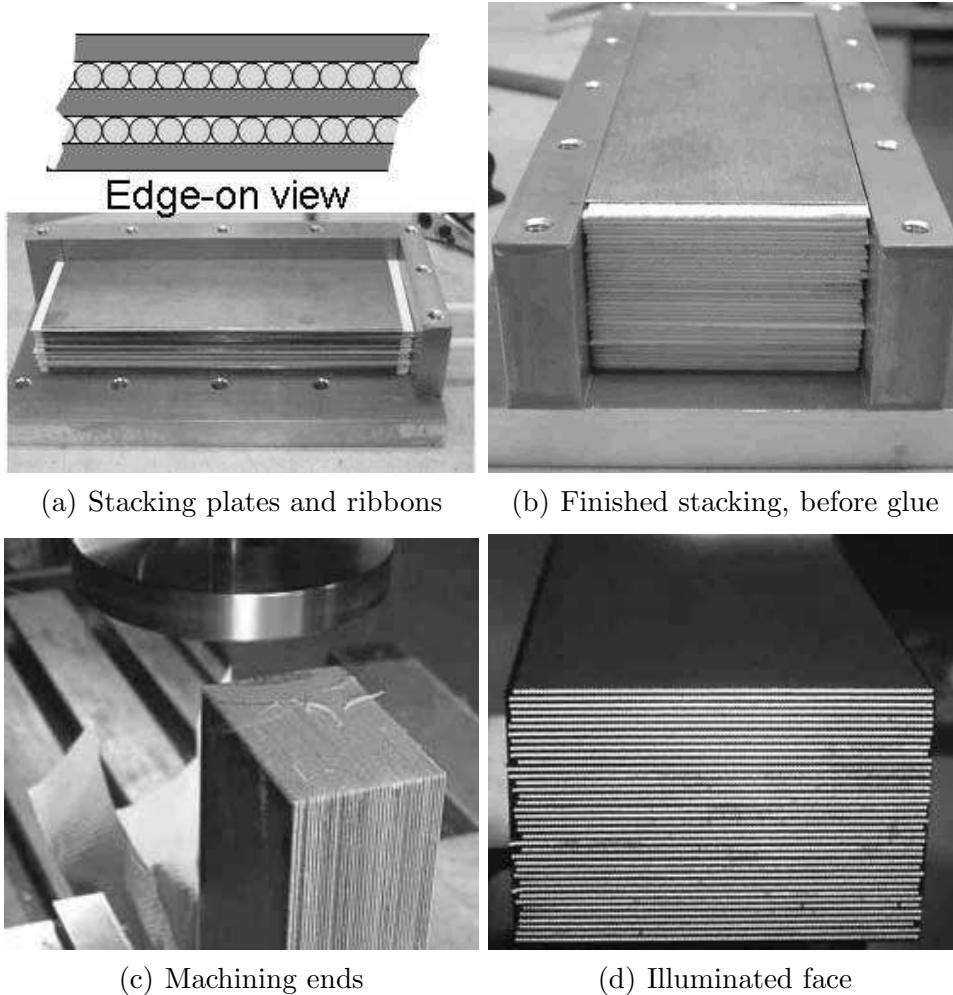 Edge-on view
(a) Stacking plates and ribbons
(b) Finished stacking, before glue
(c) Machining ends
(d) Illuminated face